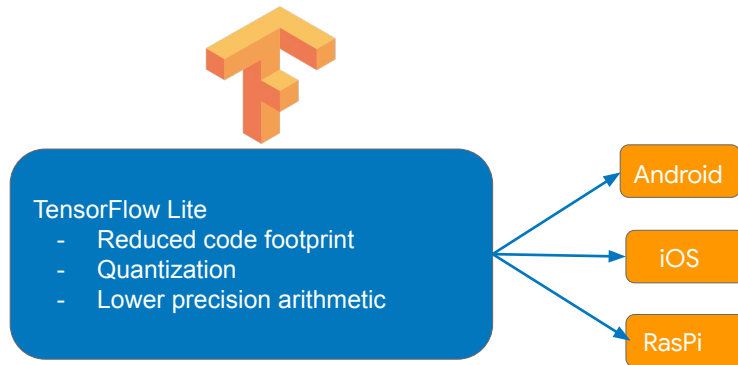 TensorFlow Lite
- Reduced code footprint
- Quantization
- Lower precision arithmetic
Android
iOS
RasPi